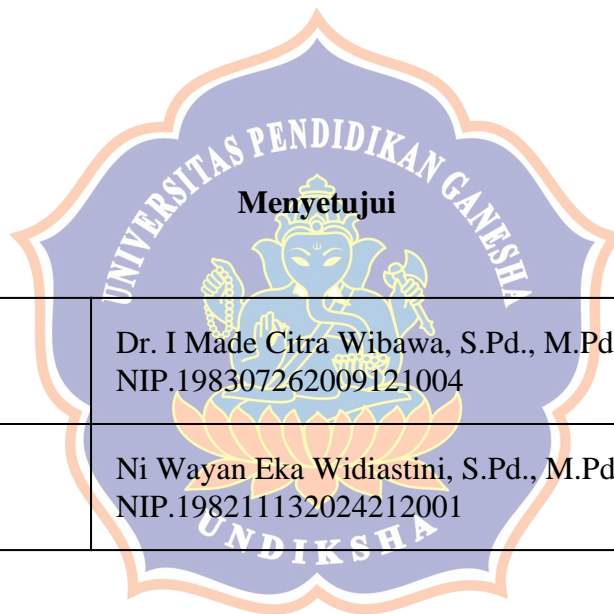 UNIVERSITAS PENDIDIKAN GANESHA
Menyetujui
Dr. I Made Citra Wibawa, S.Pd., M.Pd
NIP.198307262009121004
Ni Wayan Eka Widiastini, S.Pd., M.Pd
NIP.198211132024212001
UNDIKSHA